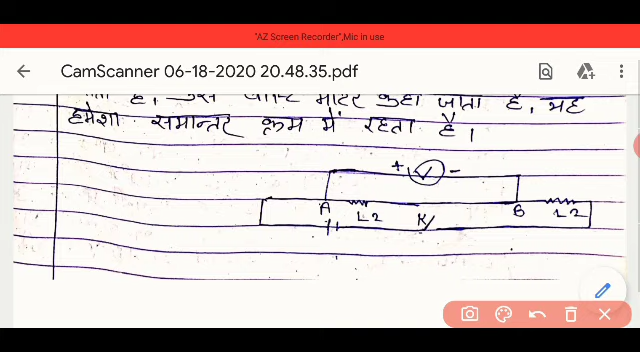 "AZ Screen Recorder",Mic in use
CamScanner 06-18-2020 20.48.35.pdf
है, उसे मीटर कहा जाता है, यह
हमेशा समान्तर क्रम में रहता है।
+ V -
A L2 K B L2